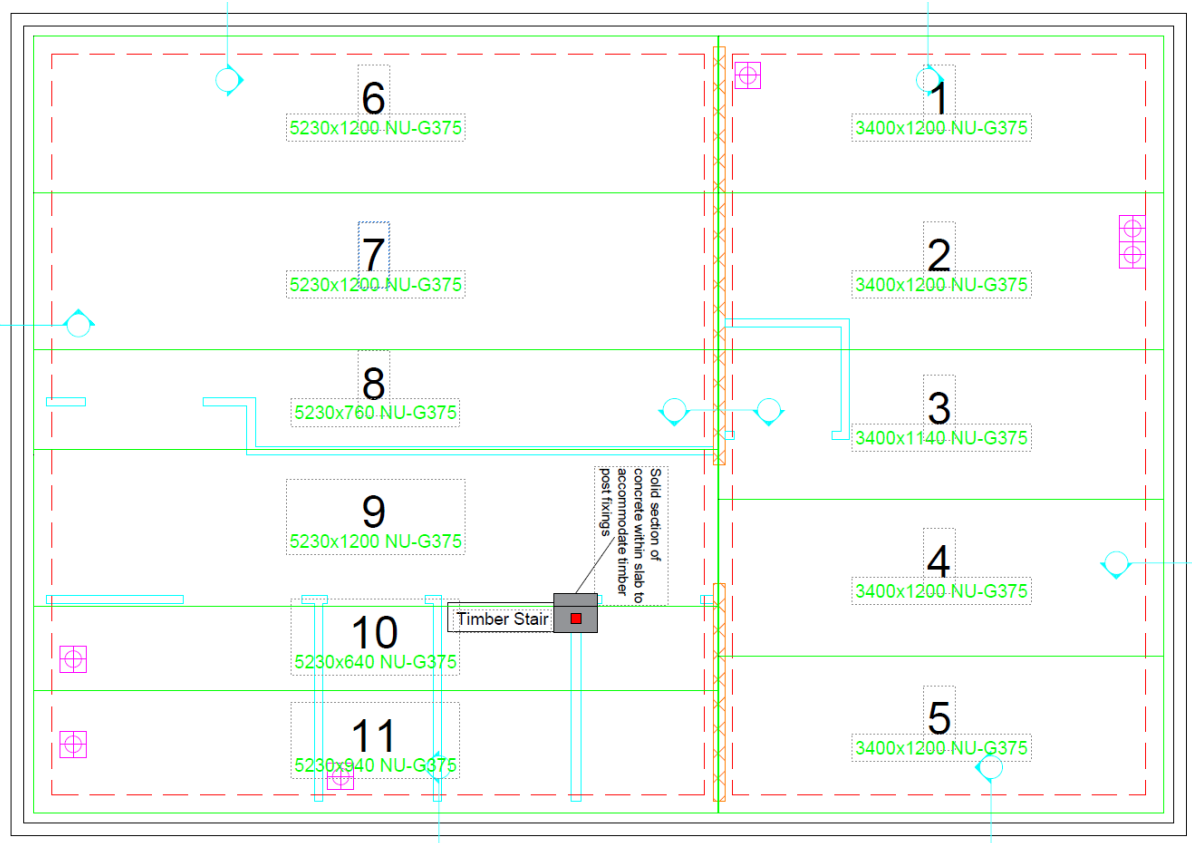 6
5230x1200 NU-G375
1
3400x1200 NU-G375
7
5230x1200 NU-G375
2
3400x1200 NU-G375
8
5230x760 NU-G375
3
3400x1140 NU-G375
9
5230x1200 NU-G375
Solid section of
concrete within slab to
accommodate timber
post fixings
4
3400x1200 NU-G375
Timber Stair
10
5230x640 NU-G375
5
3400x1200 NU-G375
11
5230x940 NU-G375